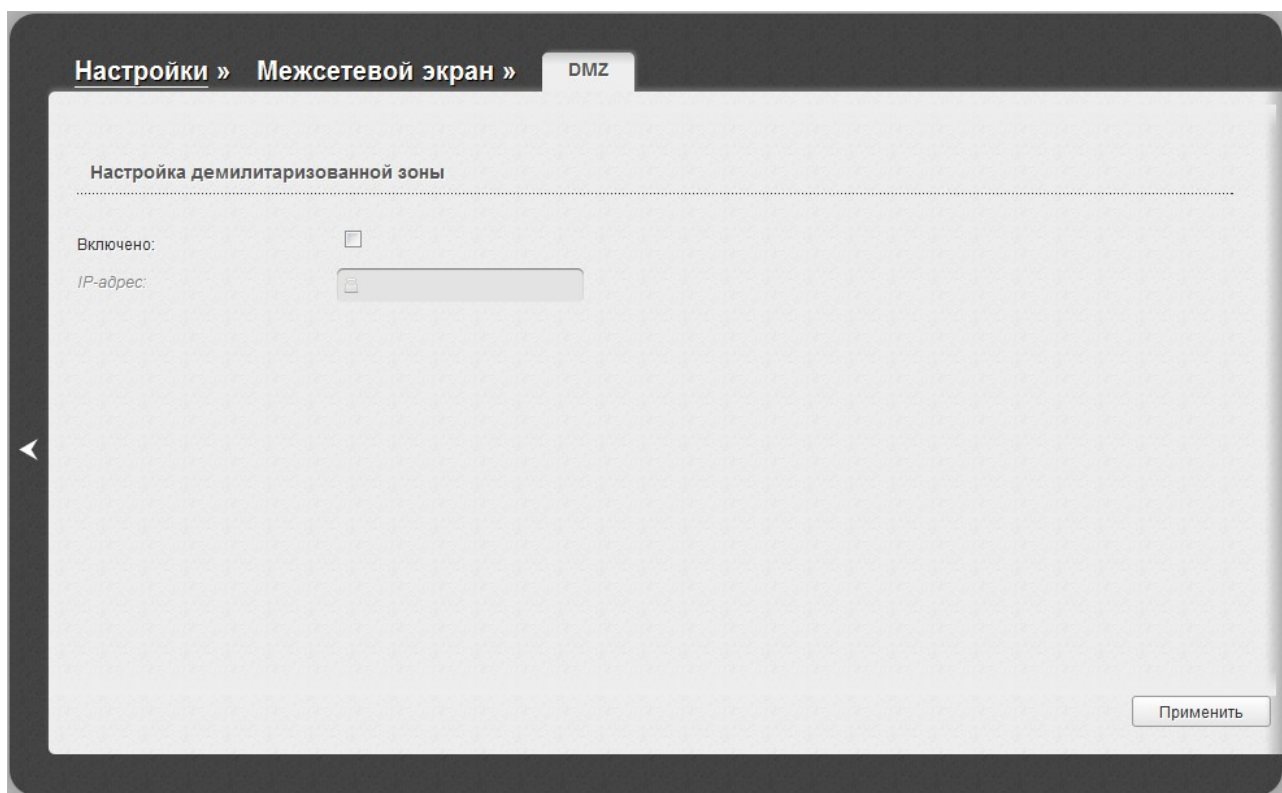 Настройки » Межсетевой экран » DMZ
Настройка демилитаризованной зоны
Включено:
IP-адрес:
Применить